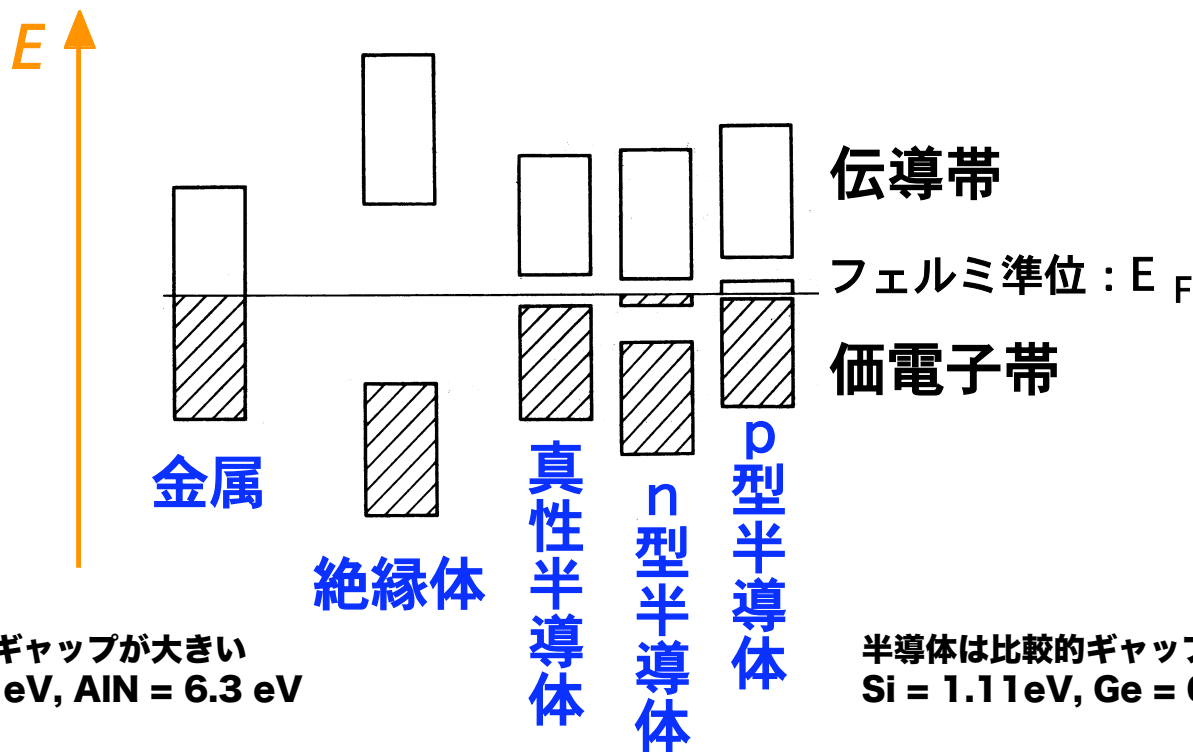 E
伝導帯
フェルミ準位：E F
価電子帯
金属
絶縁体
真性半導体
n型半導体
p型半導体
ギャップが大きい
eV, AlN = 6.3 eV
半導体は比較的ギャップ
Si = 1.11eV, Ge =